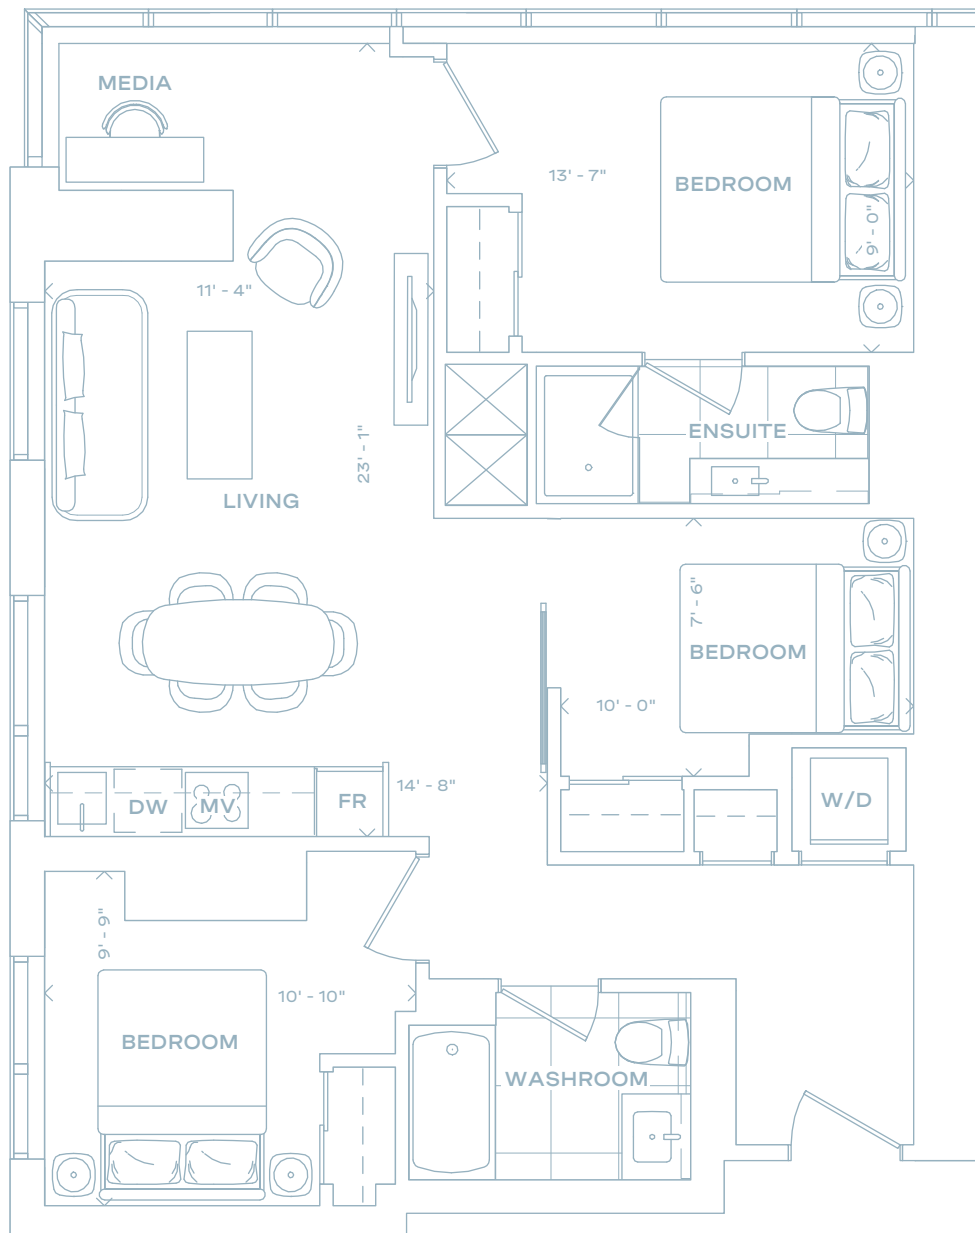 MEDIA
13' - 7"
BEDROOM
9' - 0"
11' - 4"
23' - 1"
ENSUITE
LIVING
7' - 6"
BEDROOM
10' - 0"
14' - 8"
DW
MV
FR
W/D
9' - 9"
10' - 10"
BEDROOM
WASHROOM